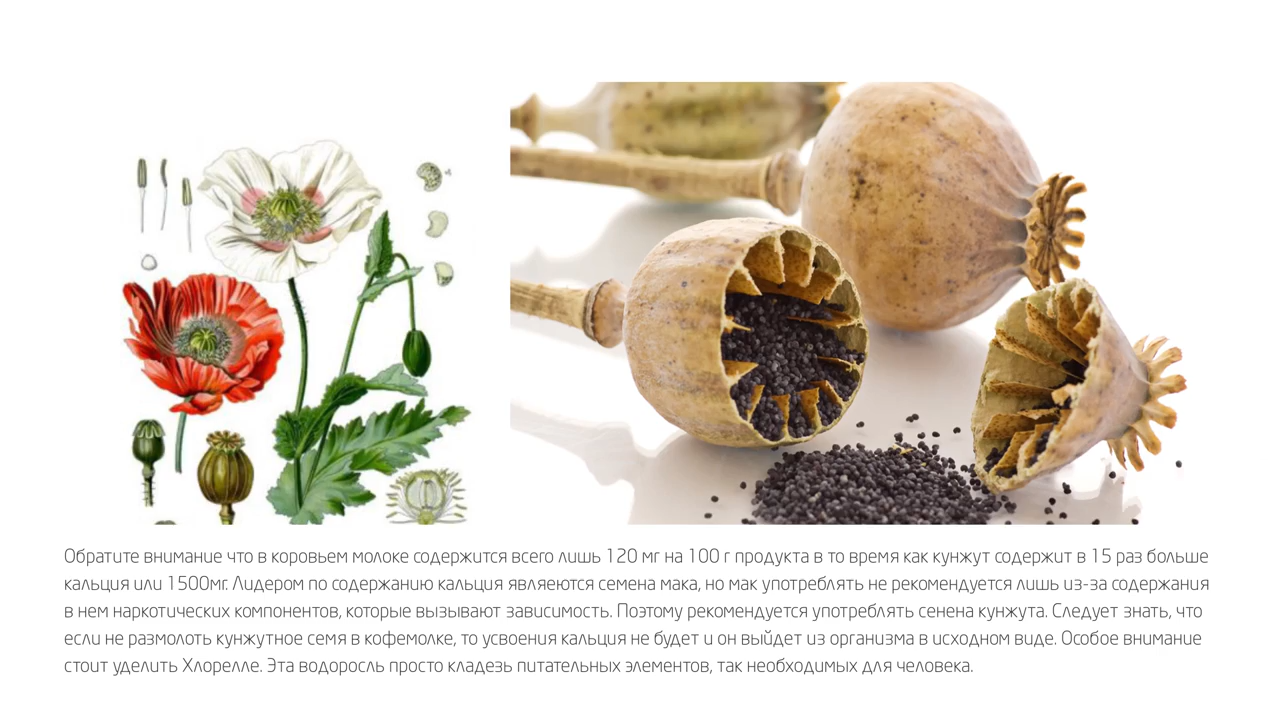 Обратите внимание что в коровьем молоке содержится всего лишь 120 мг на 100 г продукта в то время как кунжут содержит в 15 раз больше
кальция или 1500мг. Лидером по содержанию кальция являеются семена мака, но мак употреблять не рекомендуется лишь из-за содержания
в нем наркотических компонентов, которые вызывают зависимость. Поэтому рекомендуется употреблять сенена кунжута. Следует знать, что
если не размолоть кунжутное семя в кофемолке, то усвоения кальция не будет и он выйдет из организма в исходном виде. Особое внимание
стоит уделить Хлорелле. Эта водоросль просто кладезь питательных элементов, так необходимых для человека.